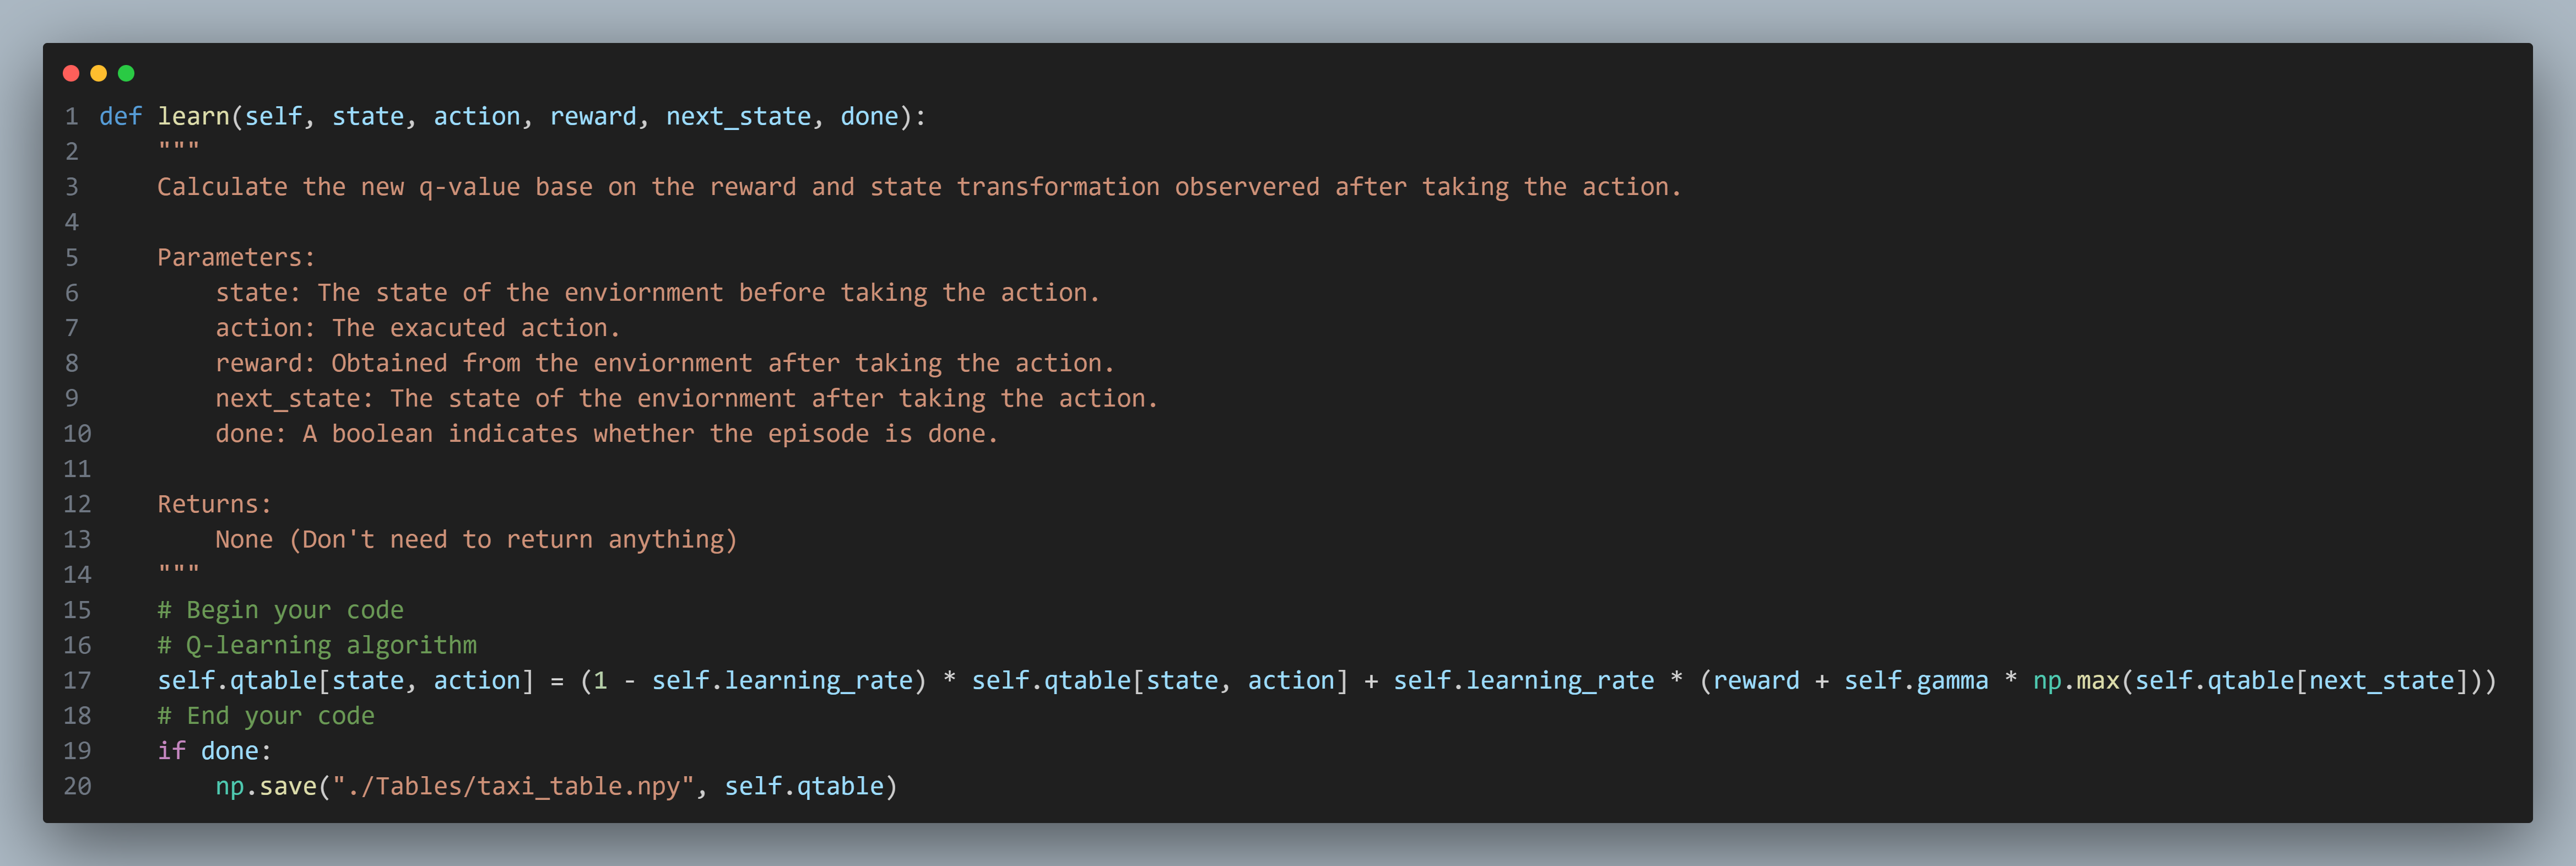 1 def learn(self, state, action, reward, next_state, done):
2     """
3     Calculate the new q-value base on the reward and state transformation observered after taking the action.
4
5     Parameters:
6         state: The state of the enviornment before taking the action.
7         action: The exacuted action.
8         reward: Obtained from the enviornment after taking the action.
9         next_state: The state of the enviornment after taking the action.
10         done: A boolean indicates whether the episode is done.
11
12     Returns:
13         None (Don't need to return anything)
14     """
15     # Begin your code
16     # Q-learning algorithm
17     self.qtable[state, action] = (1 - self.learning_rate) * self.qtable[state, action] + self.learning_rate * (reward + self.gamma * np.max(self.qtable[next_state]))
18     # End your code
19     if done:
20         np.save("./Tables/taxi_table.npy", self.qtable)